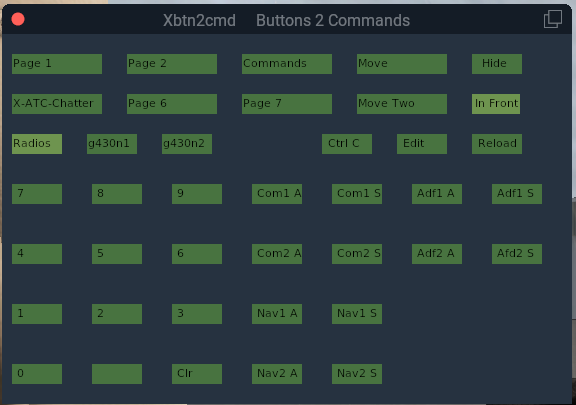 Xbtn2cmd Buttons 2 Commands
Page 1 Page 2 Commands Move Hide
X-ATC-Chatter Page 6 Page 7 Move Two In Front
Radios g430n1 g430n2 Ctrl C Edit Reload
7 8 9 Com1 A Com1 S Adf1 A Adf1 S
4 5 6 Com2 A Com2 S Adf2 A Afd2 S
1 2 3 Nav1 A Nav1 S
0 Clr Nav2 A Nav2 S